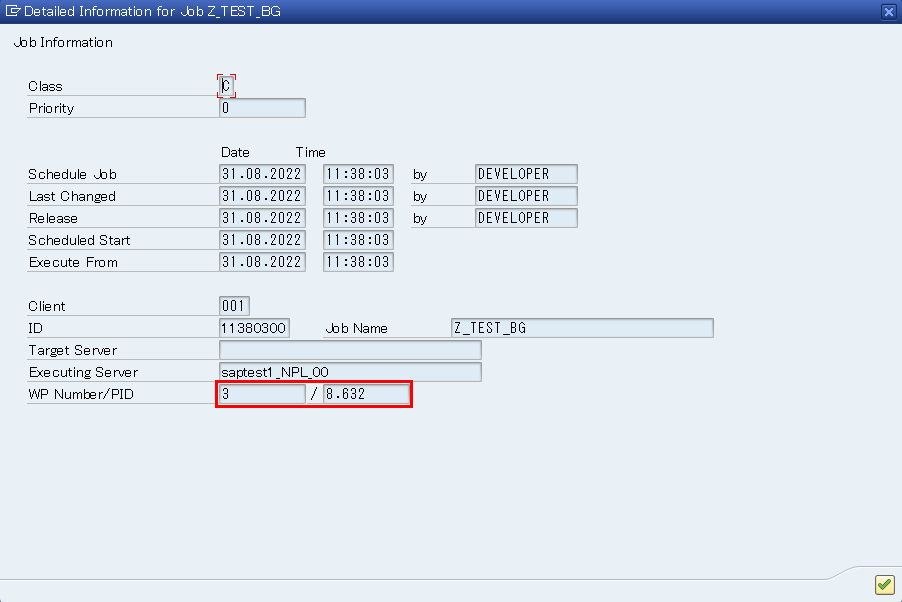 Detailed Information for Job Z_TEST_BG
Job Information
Class C
Priority 0
Date Time
Schedule Job 31.08.2022 11:38:03 by DEVELOPER
Last Changed 31.08.2022 11:38:03 by DEVELOPER
Release 31.08.2022 11:38:03 by DEVELOPER
Scheduled Start 31.08.2022 11:38:03
Execute From 31.08.2022 11:38:03
Client 001
ID 11380300 Job Name Z_TEST_BG
Target Server
Executing Server saptest1_NPL_00
WP Number/PID 3 / 8.632